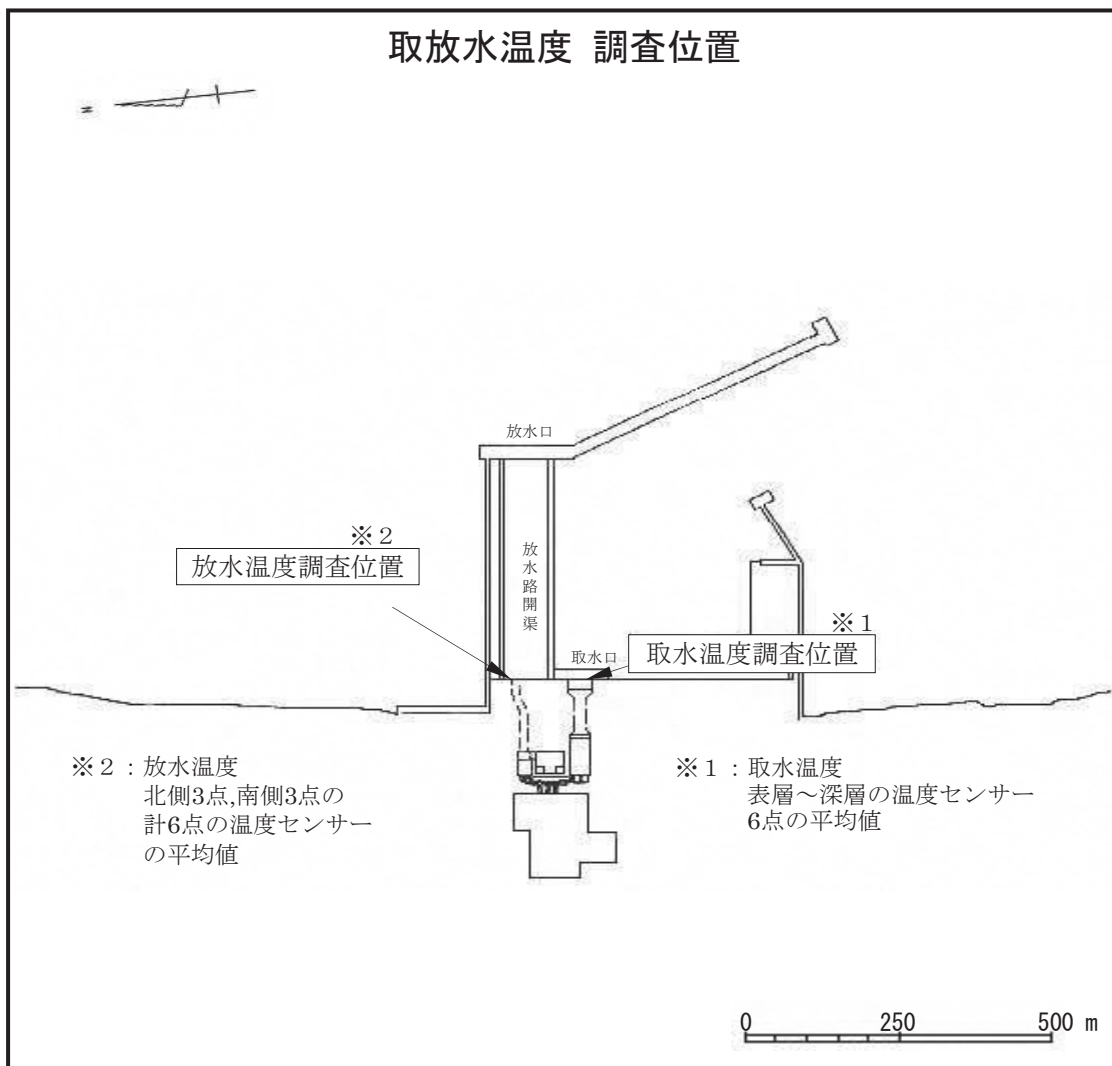 取放水温度 調査位置
N
放水口
※2
放水温度調査位置
放水路開渠
※1
取水口
取水温度調査位置
※2：放水温度
北側3点,南側3点の
計6点の温度センサー
の平均値
※1：取水温度
表層～深層の温度センサー
6点の平均値
0 250 500 m